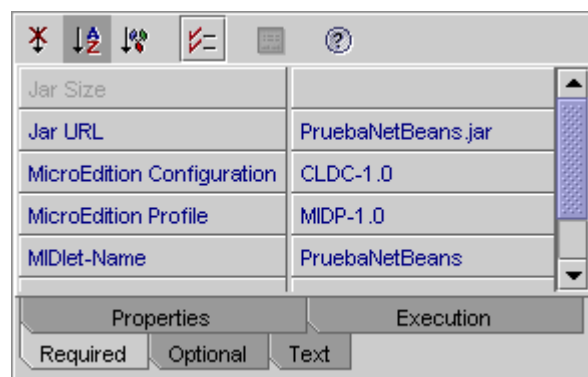 Jar Size
Jar URL PruebaNetBeans.jar
MicroEdition Configuration CLDC-1.0
MicroEdition Profile MIDP-1.0
MIDlet-Name PruebaNetBeans
Properties Execution
Required Optional Text